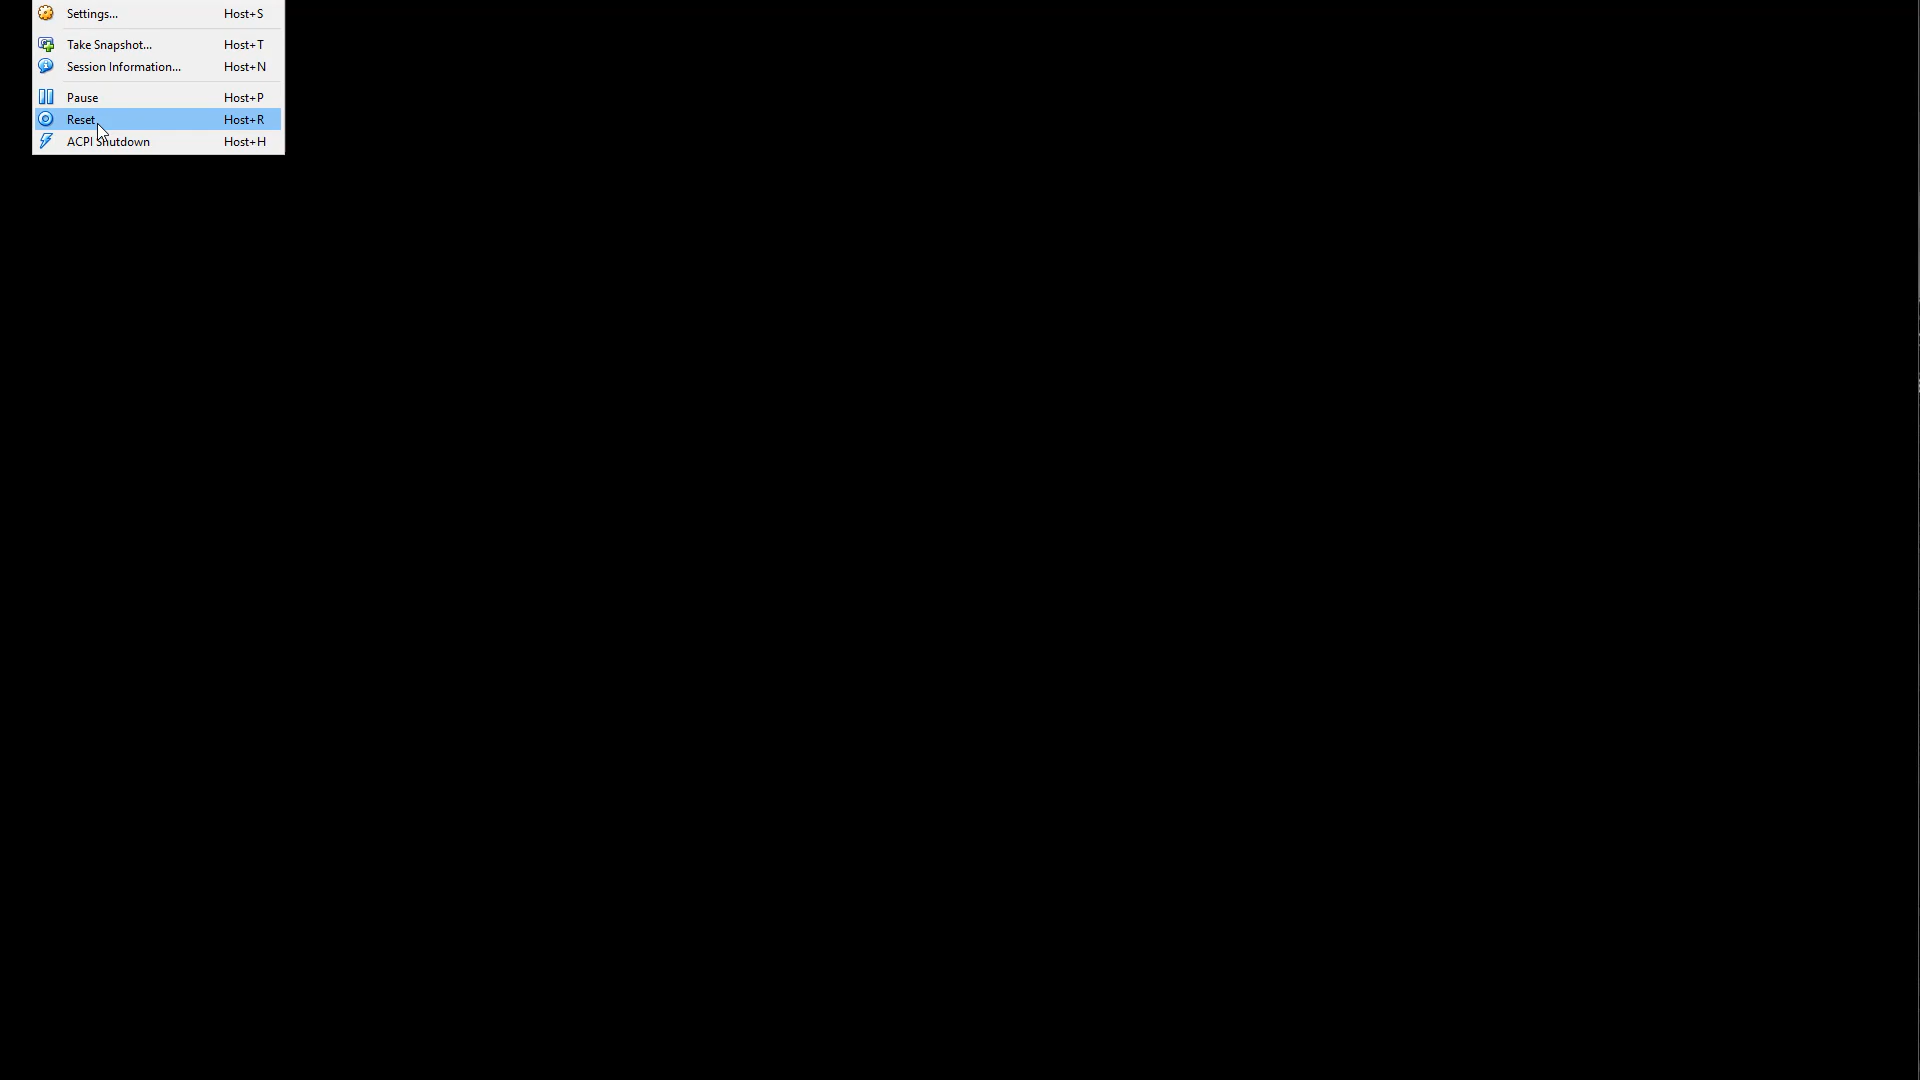 Settings... Host+S
Take Snapshot... Host+T
Session Information... Host+N
Pause Host+P
Reset Host+R
ACPI Shutdown Host+H